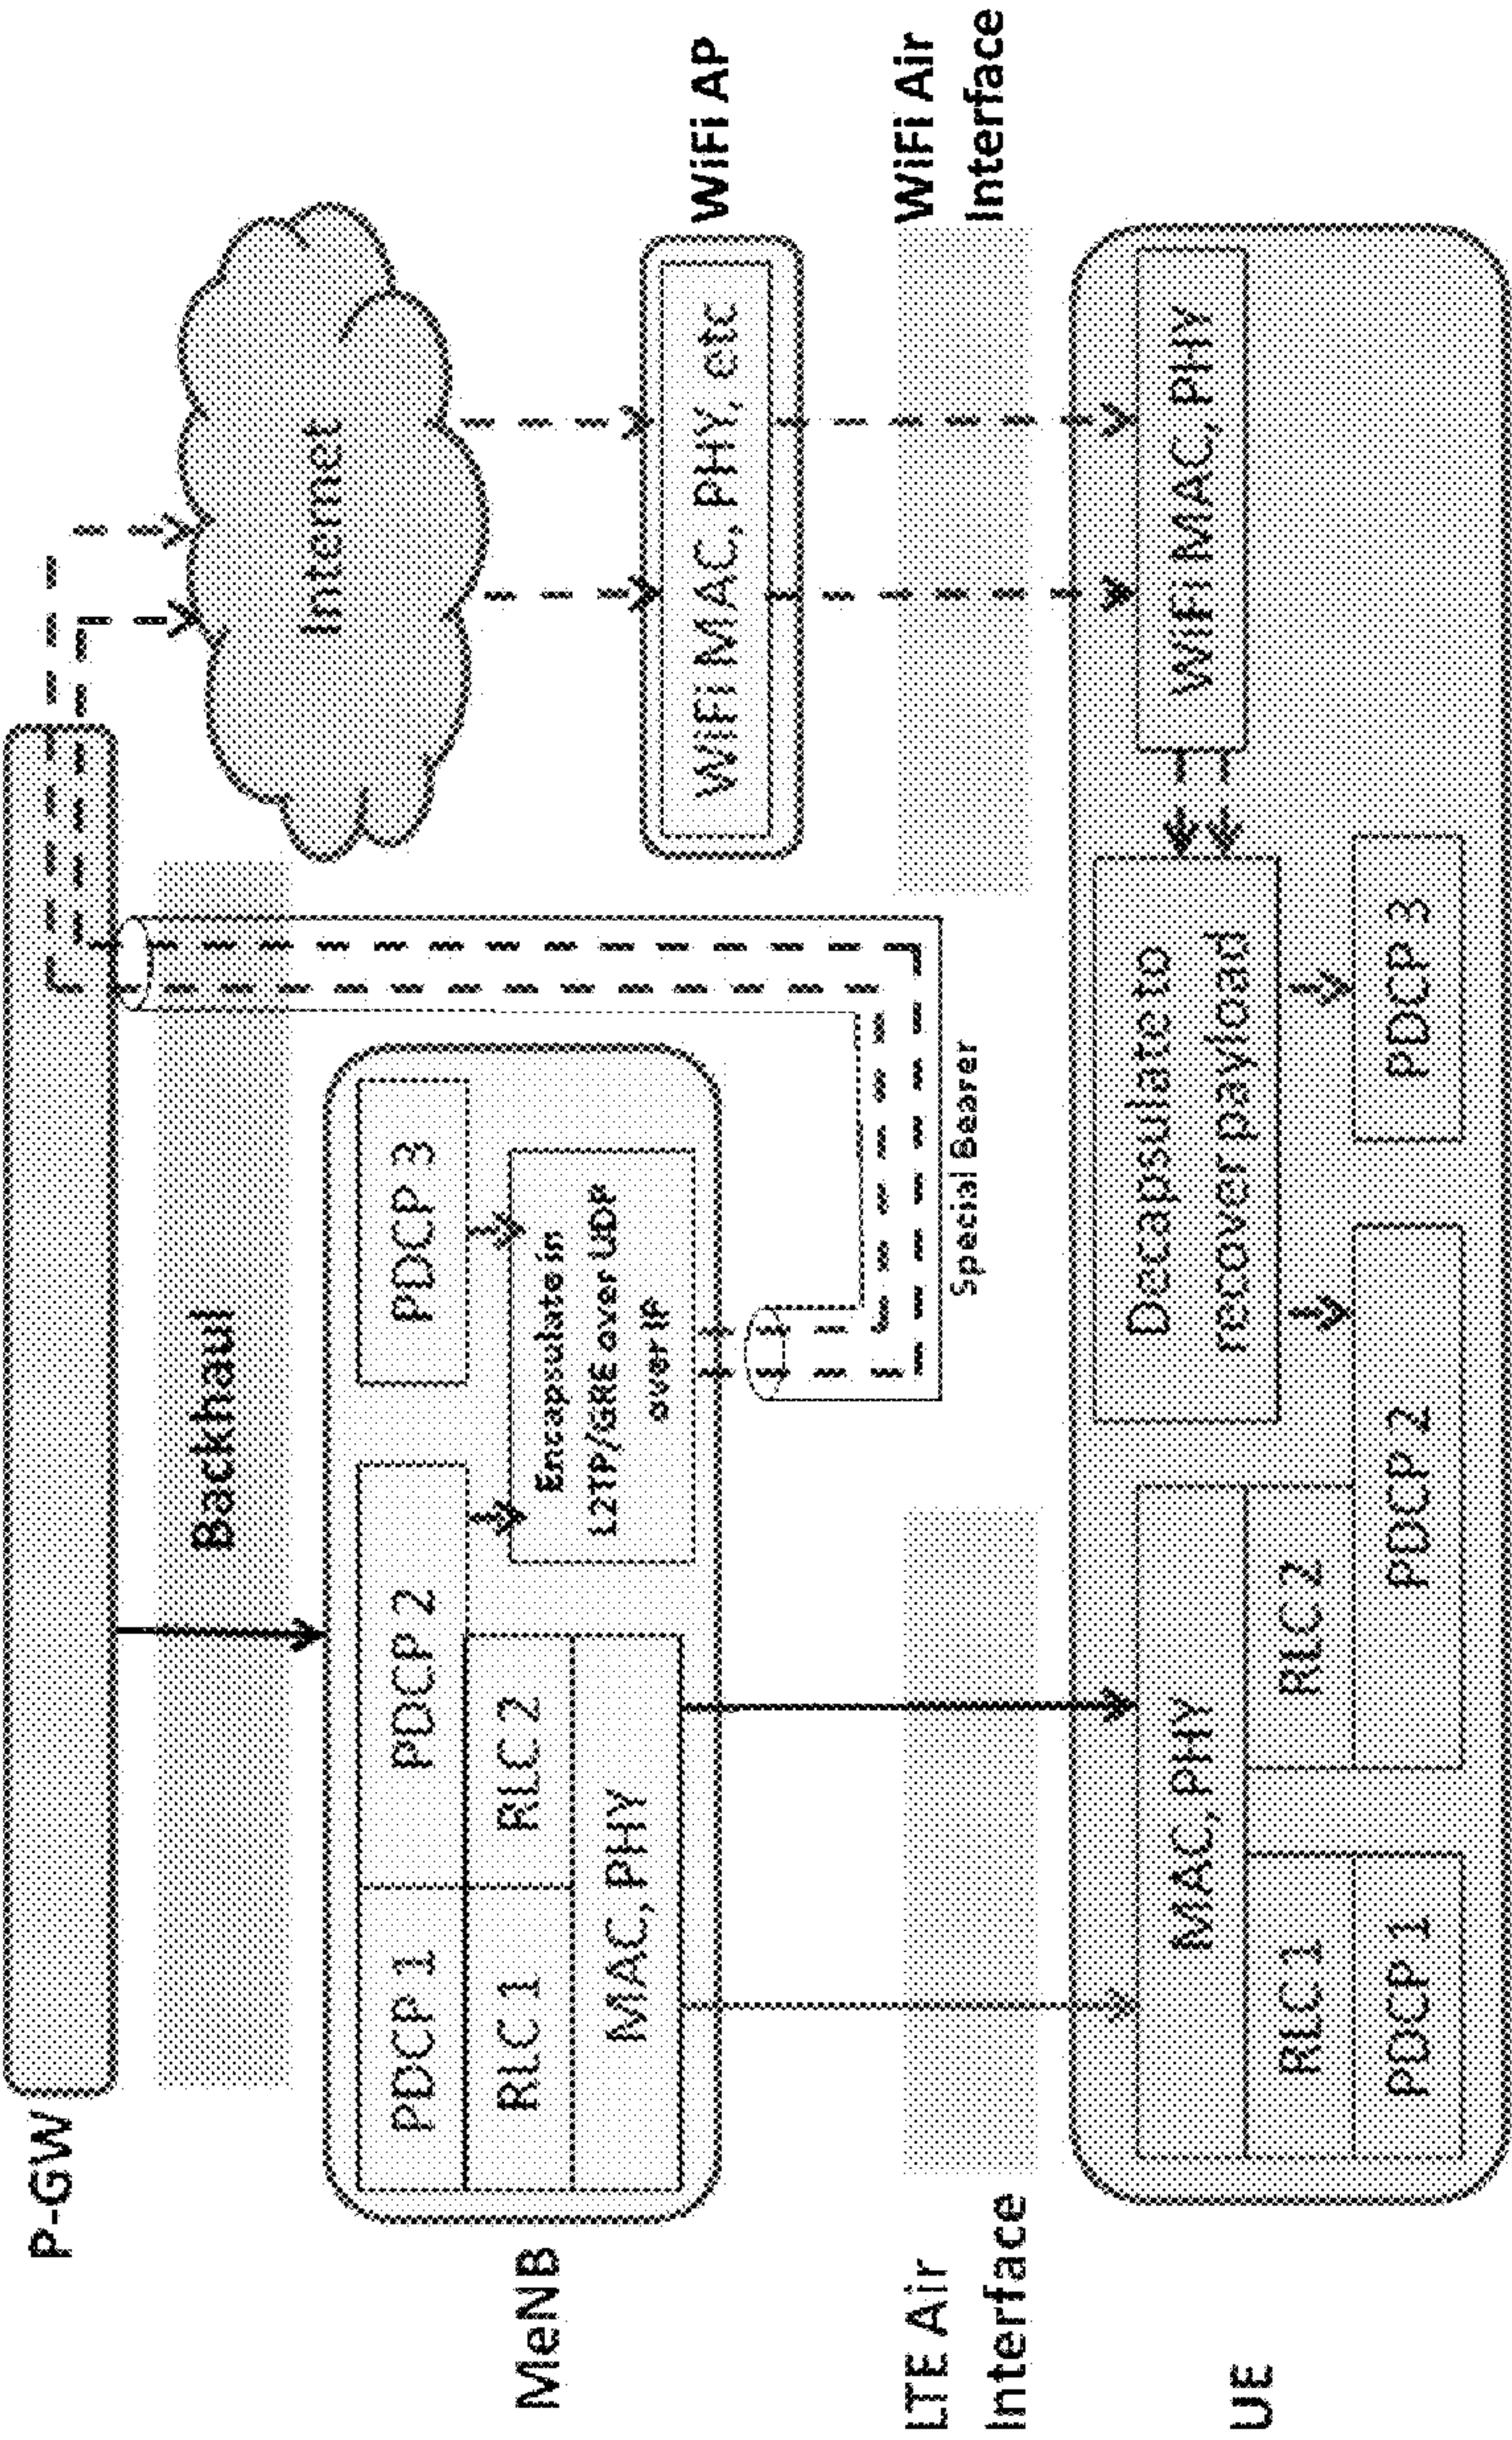 P-GW
Backhaul
Internet
MeNB
PDCP 1
PDCP 2
PDCP 3
RLC 1
RLC 2
MAC, PHY
Encapsulate in
L2TP/GRE over UDP
over IP
Special Bearer
WiFi MAC, PHY, etc
WiFi AP
LTE Air
Interface
WiFi Air
Interface
UE
MAC, PHY
RLC 1
RLC 2
PDCP 1
PDCP 2
PDCP 3
Decapsulate to
recover payload
WiFi MAC, PHY